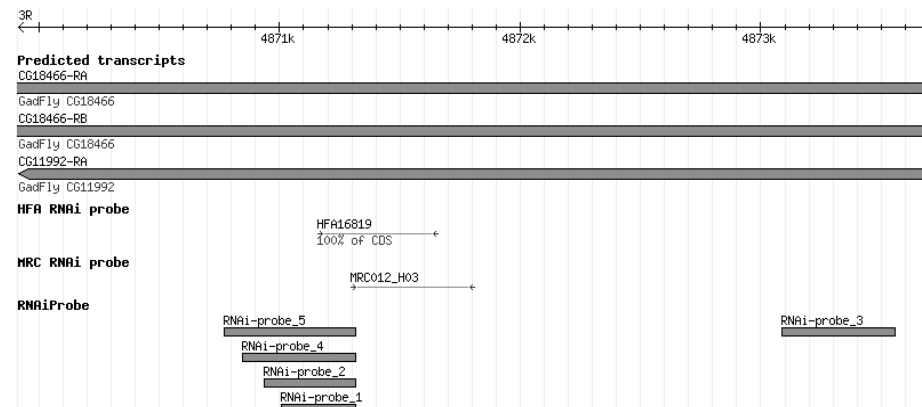 3R
4871k 4872k 4873k
Predicted transcripts
CG18466-RA
GadFly CG18466
CG18466-RB
GadFly CG18466
CG11992-RA
GadFly CG11992
HFA RNAi probe
HFA16819
100% of CDS
MRC RNAi probe
MRC012_H03
RNAiProbe
RNAi-probe_5 RNAi-probe_3
RNAi-probe_4
RNAi-probe_2
RNAi-probe_1